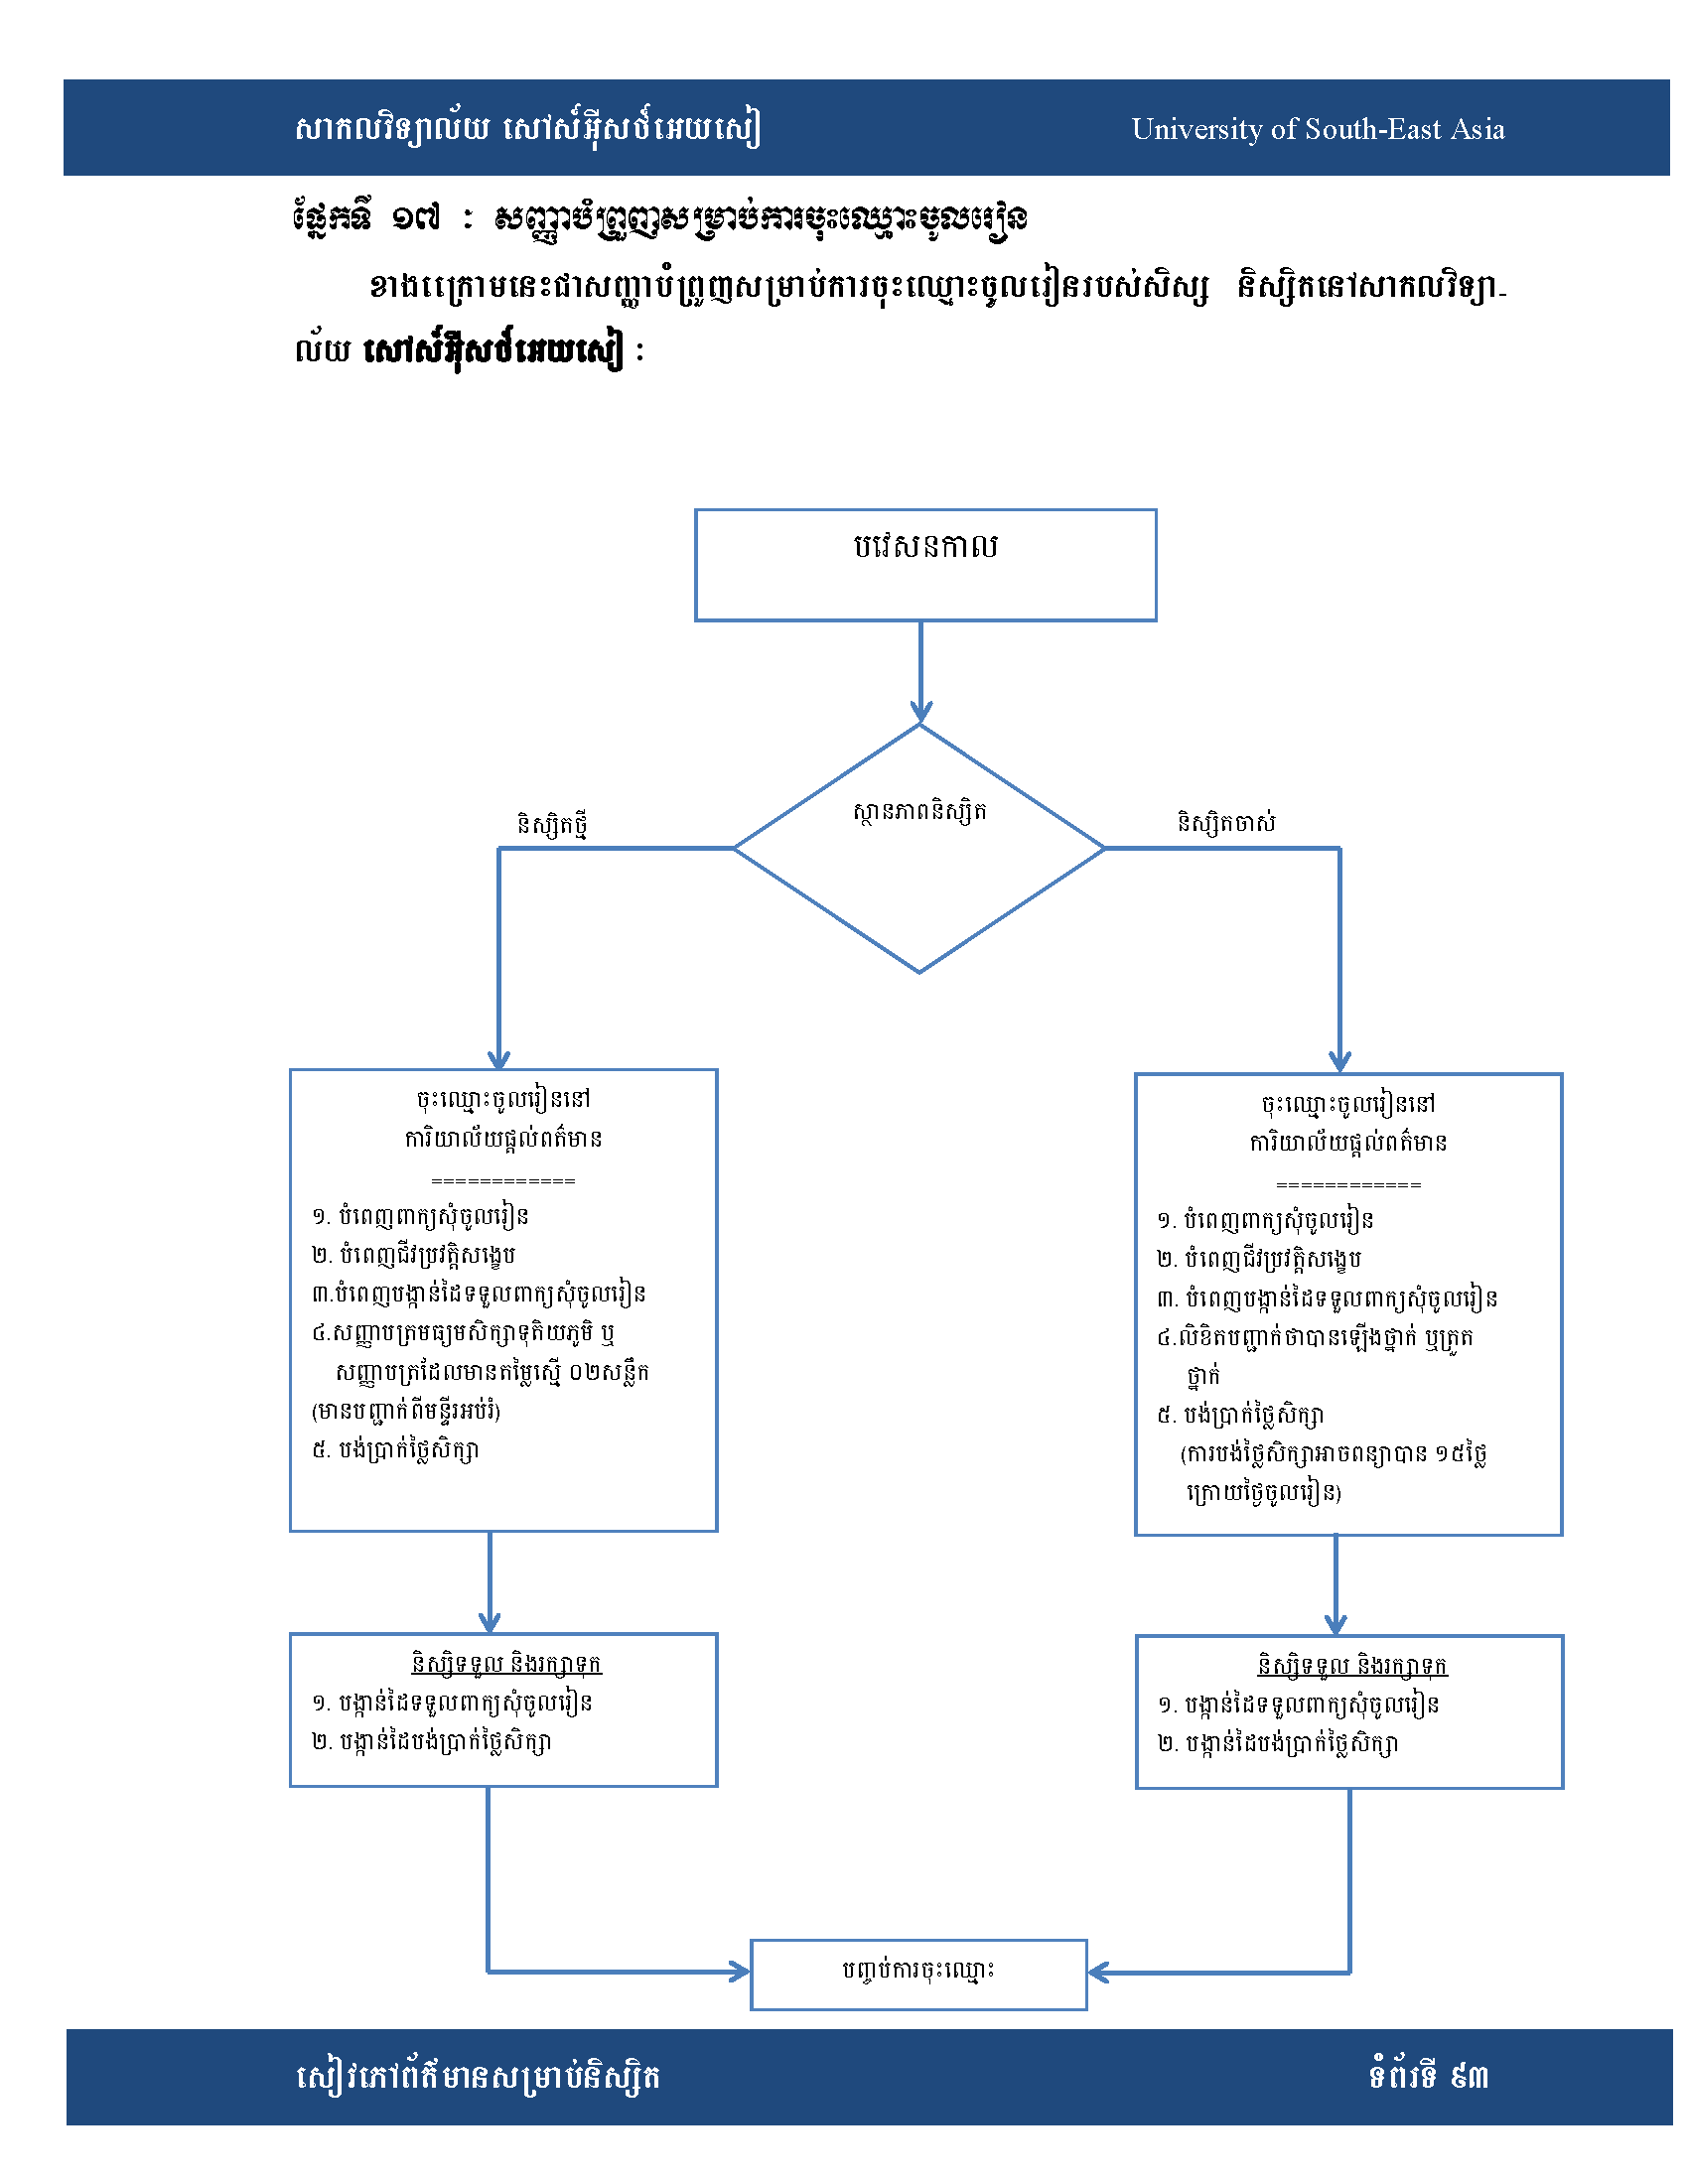 សាកលវិទ្យាល័យ សៅស៍អ៊ីសថ៍អេយសៀ
University of South-East Asia
ផ្នែកទី ១៧ : សញ្ញាបំព្រួញសម្រាប់ការចុះឈ្មោះចូលរៀន
ខាងក្រោមនេះជាសញ្ញាបំព្រួញសម្រាប់ការចុះឈ្មោះចូលរៀនរបស់សិស្ស និស្សិតនៅសាកលវិទ្យា-
ល័យ សៅស៍អ៊ីសថ៍អេយសៀ :
បវេសនកាល
ស្ថានភាពនិស្សិត
និស្សិតថ្មី
និស្សិតចាស់
ចុះឈ្មោះចូលរៀននៅ
ការិយាល័យផ្តល់ពត៌មាន
============
១. បំពេញពាក្យសុំចូលរៀន
២. បំពេញជីវប្រវត្តិសង្ខេប
៣.បំពេញបង្កាន់ដៃទទួលពាក្យសុំចូលរៀន
៤.សញ្ញាបត្រមធ្យមសិក្សាទុតិយភូមិ ឬ
សញ្ញាបត្រដែលមានតម្លៃស្មើ ០២សន្លឹក
(មានបញ្ជាក់ពីមន្ទីរអប់រំ)
៥. បង់ប្រាក់ថ្លៃសិក្សា
ចុះឈ្មោះចូលរៀននៅ
ការិយាល័យផ្តល់ពត៌មាន
============
១. បំពេញពាក្យសុំចូលរៀន
២. បំពេញជីវប្រវត្តិសង្ខេប
៣. បំពេញបង្កាន់ដៃទទួលពាក្យសុំចូលរៀន
៤.លិខិតបញ្ជាក់ថាបានឡើងថ្នាក់ ឬត្រួត
ថ្នាក់
៥. បង់ប្រាក់ថ្លៃសិក្សា
(ការបង់ថ្លៃសិក្សាអាចពន្យាបាន ១៥ថ្លៃ
ក្រោយថ្ងៃចូលរៀន)
និស្សិទទួល និងរក្សាទុក
១. បង្កាន់ដៃទទួលពាក្យសុំចូលរៀន
២. បង្កាន់ដៃបង់ប្រាក់ថ្លៃសិក្សា
និស្សិទទួល និងរក្សាទុក
១. បង្កាន់ដៃទទួលពាក្យសុំចូលរៀន
២. បង្កាន់ដៃបង់ប្រាក់ថ្លៃសិក្សា
បញ្ចប់ការចុះឈ្មោះ
សៀវភៅព័ត៌មានសម្រាប់និស្សិត
ទំព័រទី ៩៣